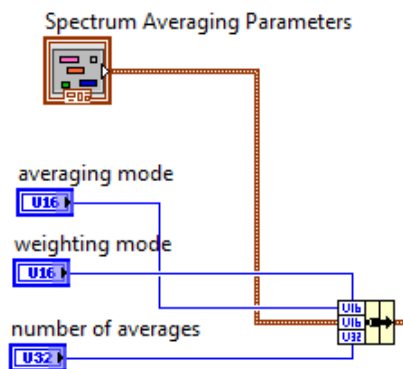 Spectrum Averaging Parameters
averaging mode
U16
weighting mode
U16
U16
U16
U32
number of averages
U32